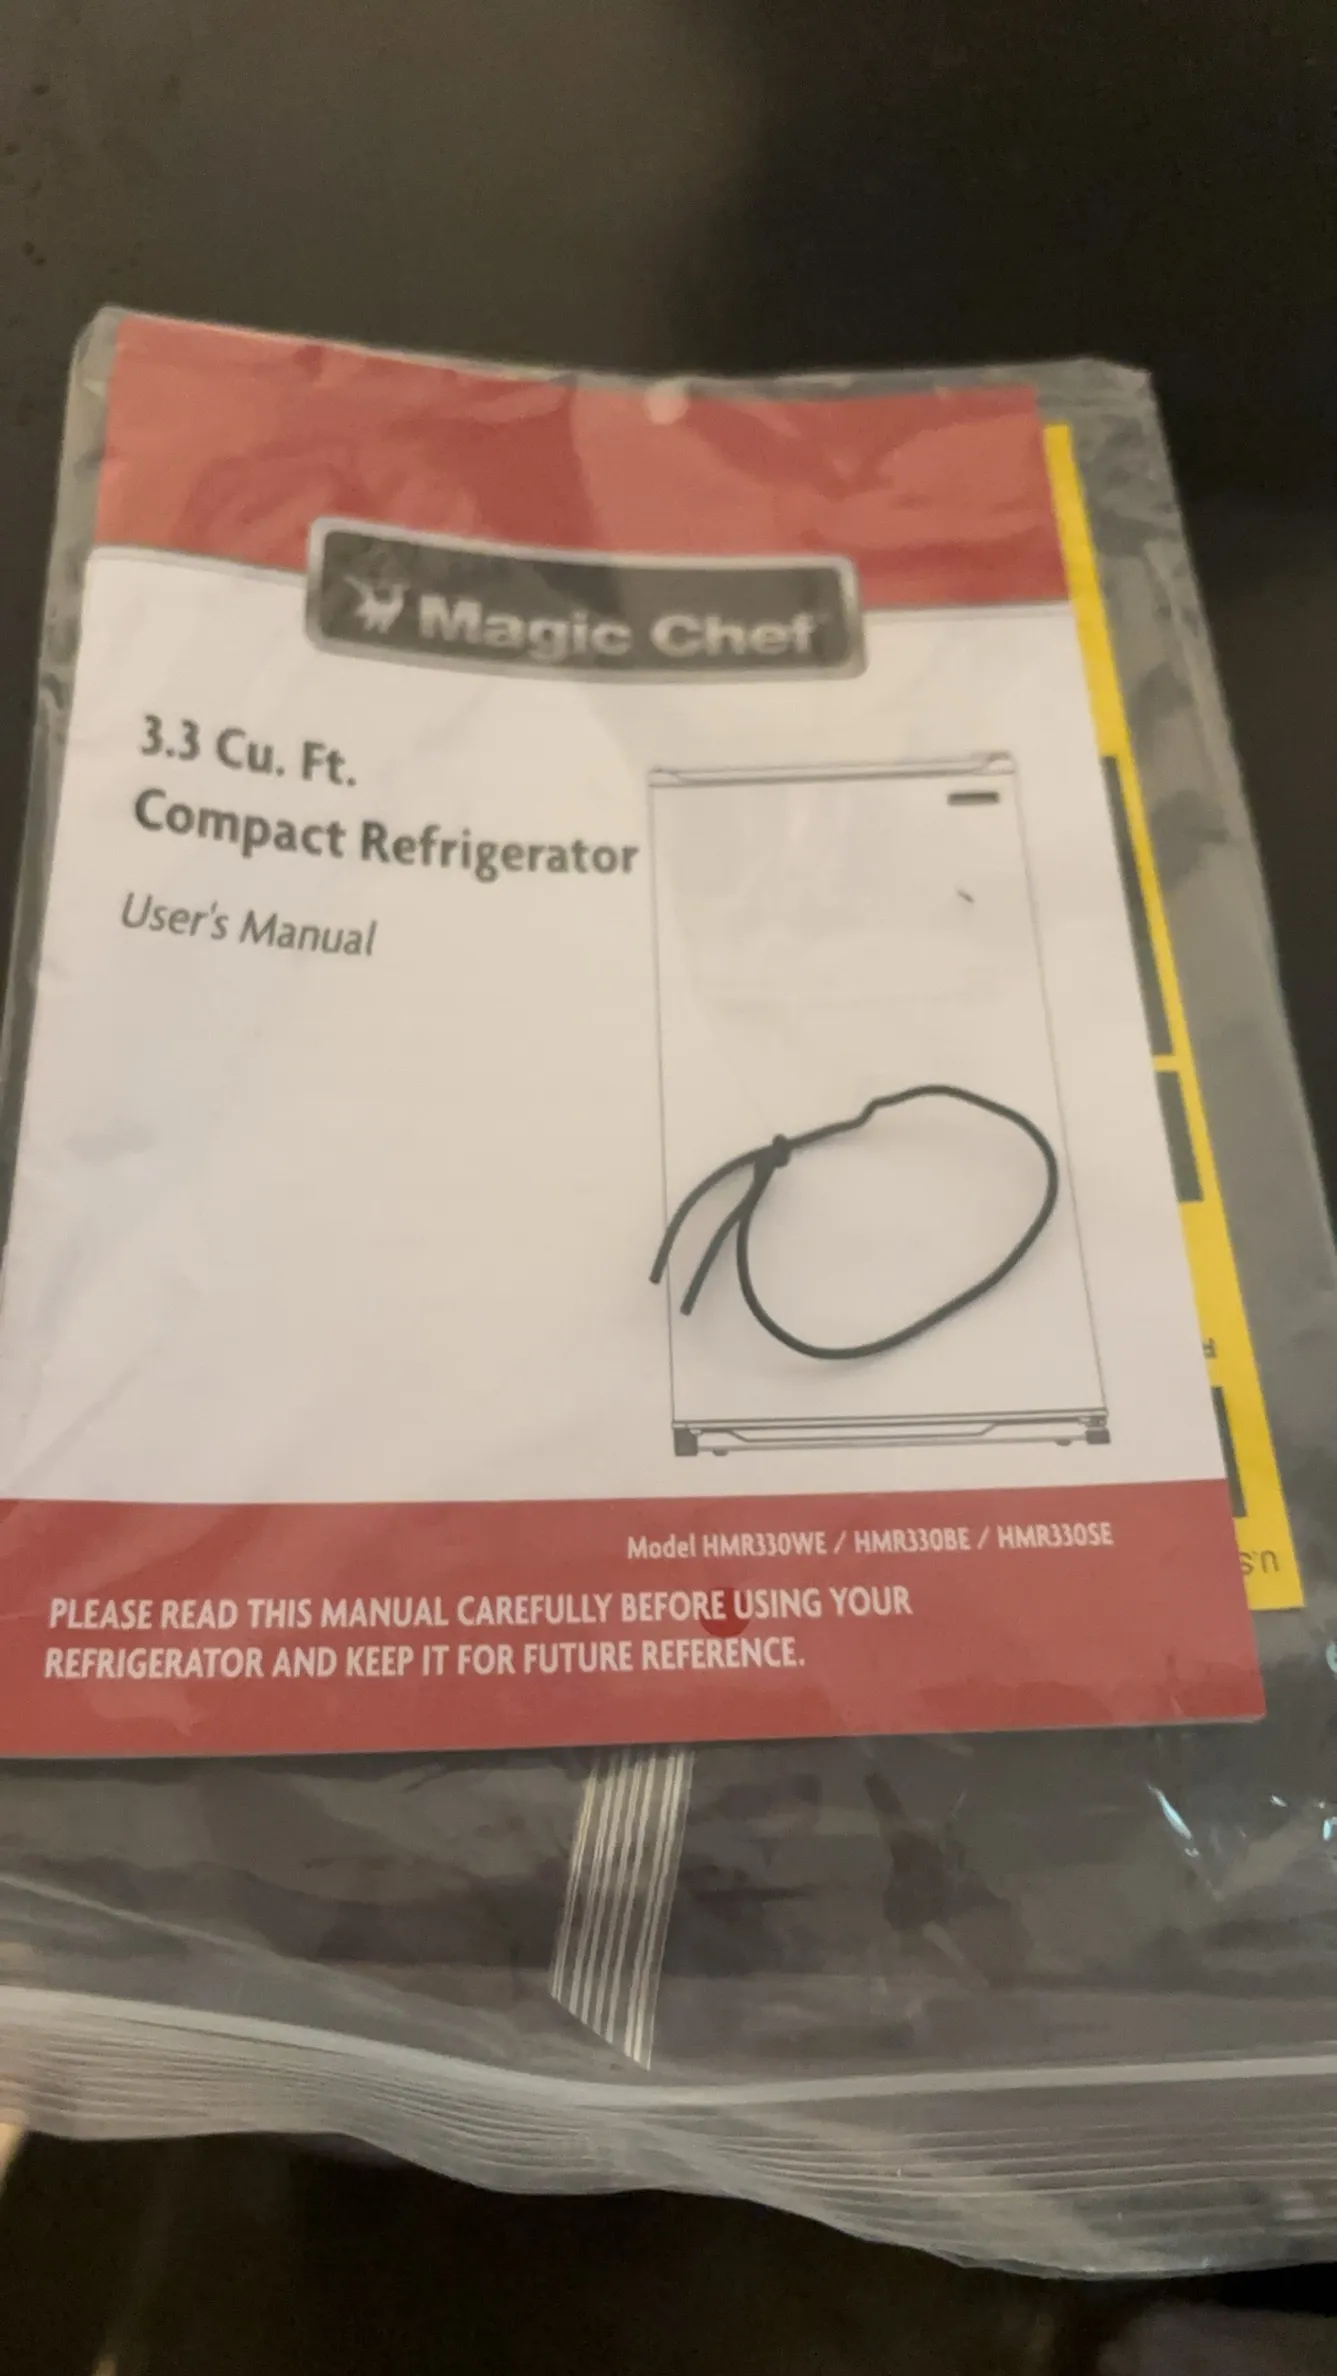 Magic Chef
3.3 Cu. Ft.
Compact Refrigerator
User's Manual
Model HMR330WE / HMR330BE / HMR330SE
PLEASE READ THIS MANUAL CAREFULLY BEFORE USING YOUR
REFRIGERATOR AND KEEP IT FOR FUTURE REFERENCE.
U.S